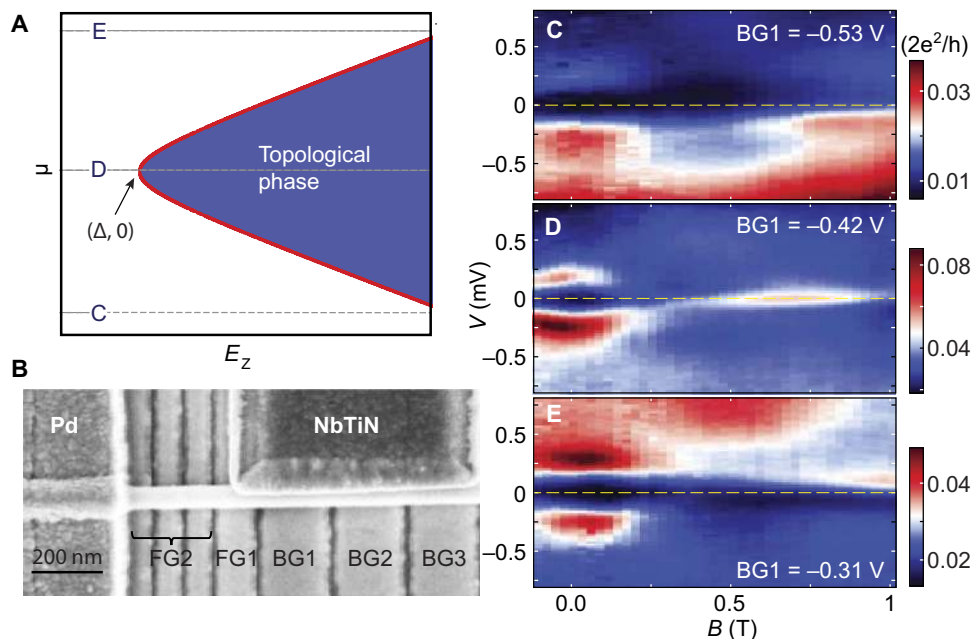 A
E
μ
D
Topological
phase
(Δ, 0)
C
E_Z
B
Pd
NbTiN
200 nm
FG2
FG1
BG1
BG2
BG3
C
BG1 = –0.53 V
(2e²/h)
0.5
0
–0.5
0.03
0.01
D
BG1 = –0.42 V
V (mV)
0.5
0
–0.5
0.08
0.04
E
BG1 = –0.31 V
0.5
0
–0.5
0.04
0.02
0.0
0.5
1
B (T)